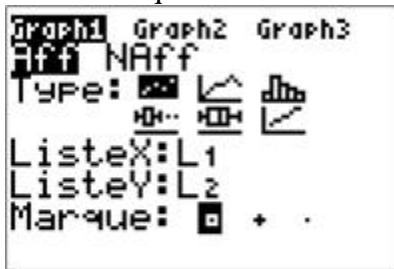 Graph1 Graph2 Graph3
Aff NAff
Type:
ListeX:L1
ListeY:L2
Marque: + ·